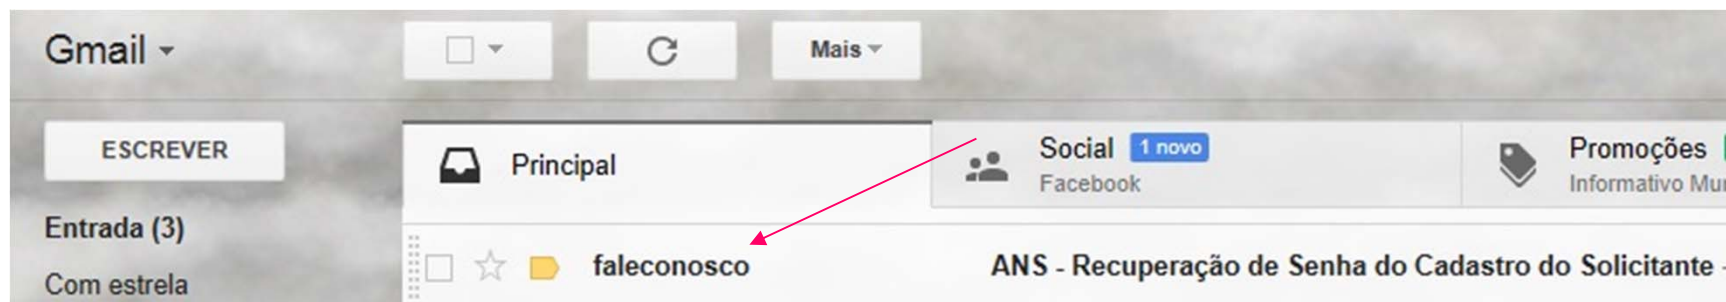 Gmail
Mais
ESCREVER
Principal
Social 1 novo
Facebook
Promoções
Informativo
Entrada (3)
faleconosco ANS - Recuperação de Senha do Cadastro do Solicitante -
Com estrela